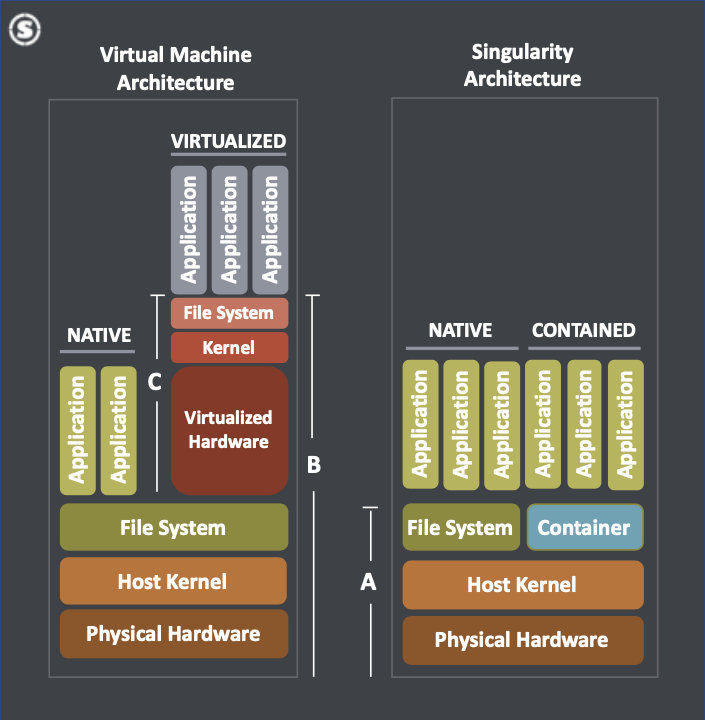 S
Virtual Machine
Architecture
VIRTUALIZED
Application
Application
Application
File System
Kernel
Virtualized
Hardware
NATIVE
Application
Application
C
B
File System
Host Kernel
Physical Hardware
Singularity
Architecture
NATIVE
CONTAINED
Application
Application
Application
Application
Application
Application
A
File System
Container
Host Kernel
Physical Hardware